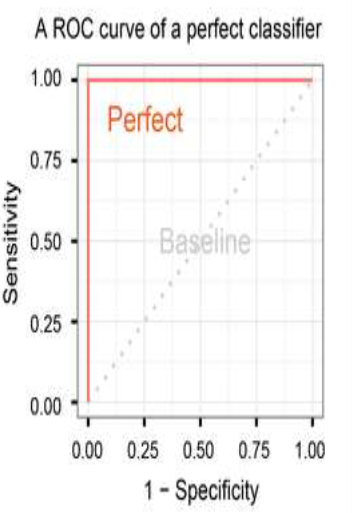 A ROC curve of a perfect classifier
1.00
Perfect
0.75
Sensitivity
0.50
Baseline
0.25
0.00
0.00 0.25 0.50 0.75 1.00
1 − Specificity